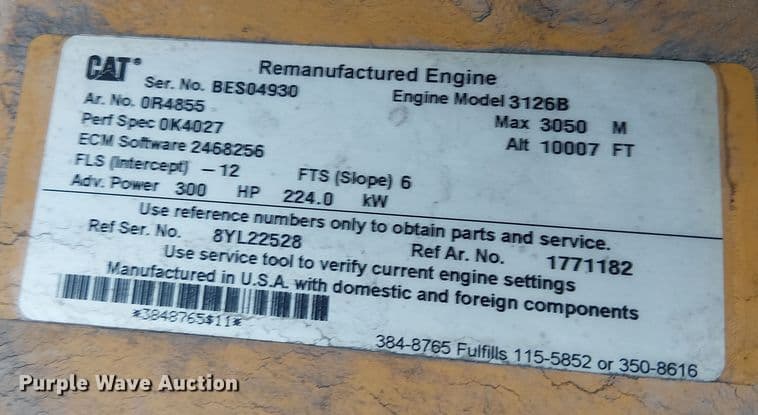 CAT® Remanufactured Engine
Ser. No. BES04930 Engine Model 3126B
Ar. No. 0R4855 Max 3050 M
Perf Spec 0K4027 Alt 10007 FT
ECM Software 2468256
FLS (Intercept) -12 FTS (Slope) 6
Adv. Power 300 HP 224.0 kW
Use reference numbers only to obtain parts and service.
Ref Ser. No. 8YL22528 Ref Ar. No. 1771182
Use service tool to verify current engine settings
Manufactured in U.S.A. with domestic and foreign components
*3848765$11*
384-8765 Fulfills 115-5852 or 350-8616
Purple Wave Auction